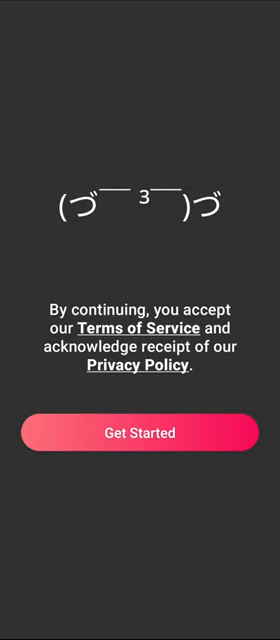 (づ￣ ³￣)づ
By continuing, you accept
our Terms of Service and
acknowledge receipt of our
Privacy Policy.
Get Started